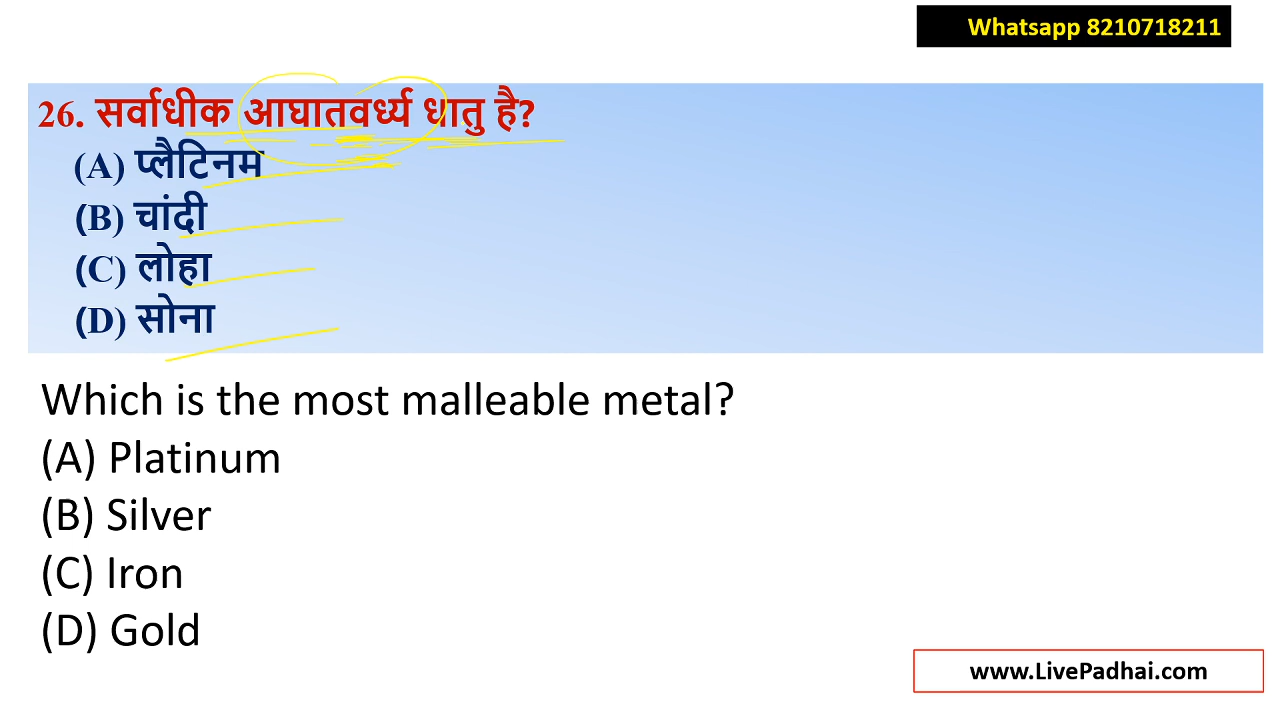 Whatsapp 8210718211
26. सर्वाधीक आघातवर्ध्य धातु है?
(A) प्लैटिनम
(B) चांदी
(C) लोहा
(D) सोना
Which is the most malleable metal?
(A) Platinum
(B) Silver
(C) Iron
(D) Gold
www.LivePadhai.com